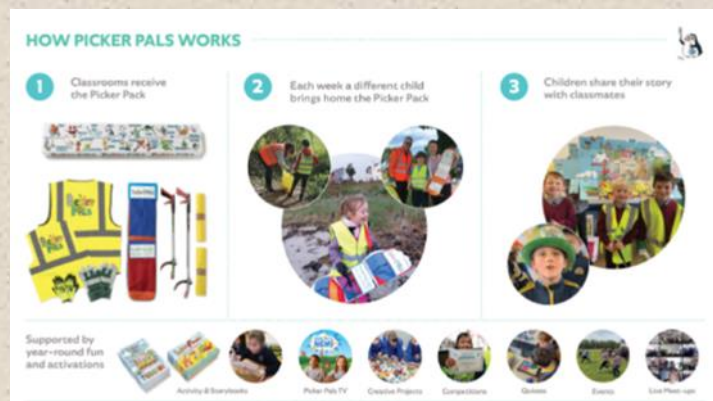 HOW PICKER PALS WORKS
1
Classrooms receive
the Picker Pack
2
Each week a different child
brings home the Picker Pack
3
Children share their story
with classmates
Picker
Pals
Supported by
year-round fun
and activations
Activity & Storybooks
Picker Pals TV
Creative Projects
Competitions
Quizzes
Events
Live Meet-ups